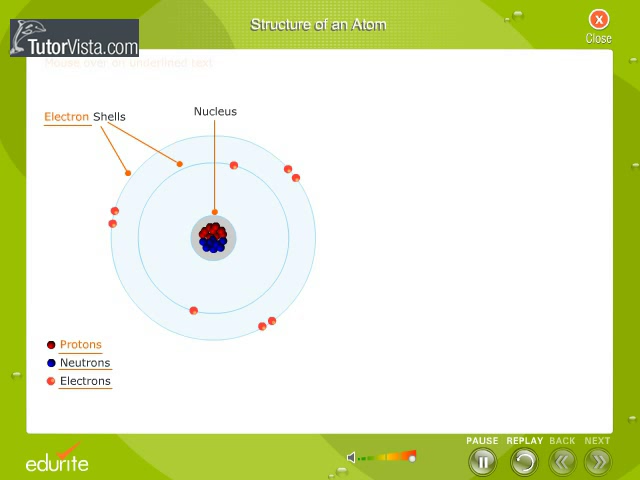 Structure of an Atom
X
Close
TutorVista.com
Mouse over on underlined text
Electron Shells
Nucleus
Protons
Neutrons
Electrons
PAUSE REPLAY BACK NEXT
edurite